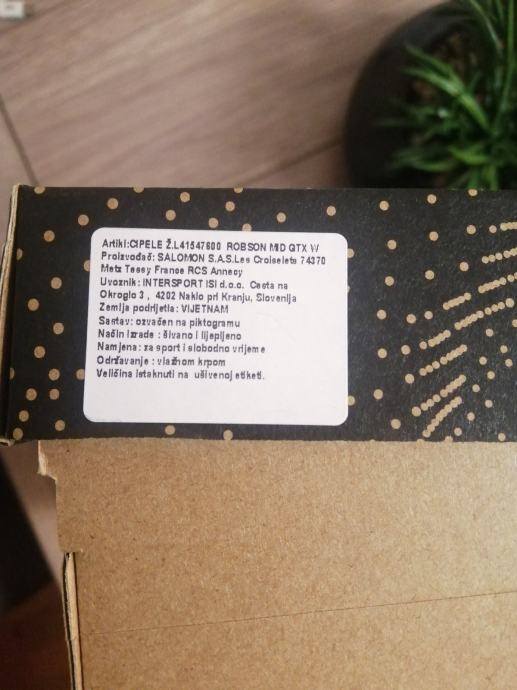 Artikl:CIPELE Ž.L41547600 ROBSON MID GTX W
Proizvođač: SALOMON S.A.S.Les Croiselets 74370
Metz Tessy France RCS Annecy
Uvoznik: INTERSPORT ISI d.o.o. Cesta na
Okroglo 3 , 4202 Naklo pri Kranju, Slovenija
Zemlja podrijetla: VIJETNAM
Sastav: označen na piktogramu
Način izrade : šivano i lijepljeno
Namjena: za sport i slobodno vrijeme
Održavanje : vlažnom krpom
Veličina istaknuti na ušivenoj etiketi.